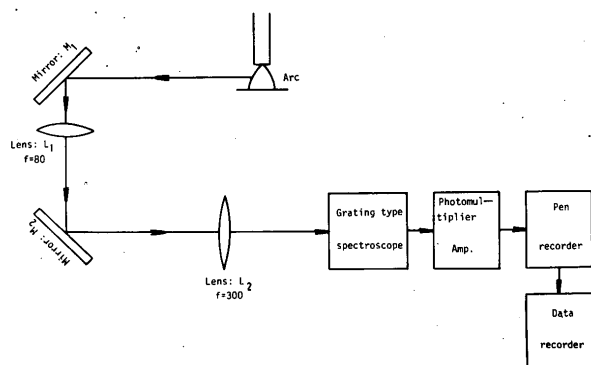 Mirror: M1
Arc
Lens: L1
f=80
Mirror: M2
Lens: L2
f=300
Grating type
spectroscope
Photomul-
tiplier
Amp.
Pen
recorder
Data
recorder